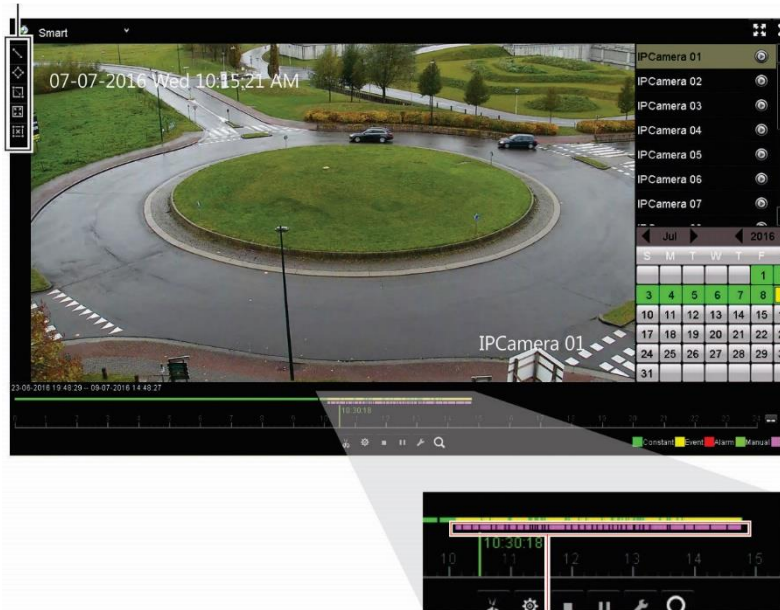 Smart
07-07-2016 Wed 10:15:21 AM
IPCamera 01
IPCamera 02
IPCamera 03
IPCamera 04
IPCamera 05
IPCamera 06
IPCamera 07
Jul 2016
S M T W T F
1
3 4 5 6 7 8
10 11 12 13 14 15
17 18 19 20 21 22
24 25 26 27 28 29
31
IPCamera 01
23-06-2016 19:48:29 -- 09-07-2016 14:48:27
10:30:18
Constant Event Alarm Manual
10:30:18
10 11 12 13 14 15